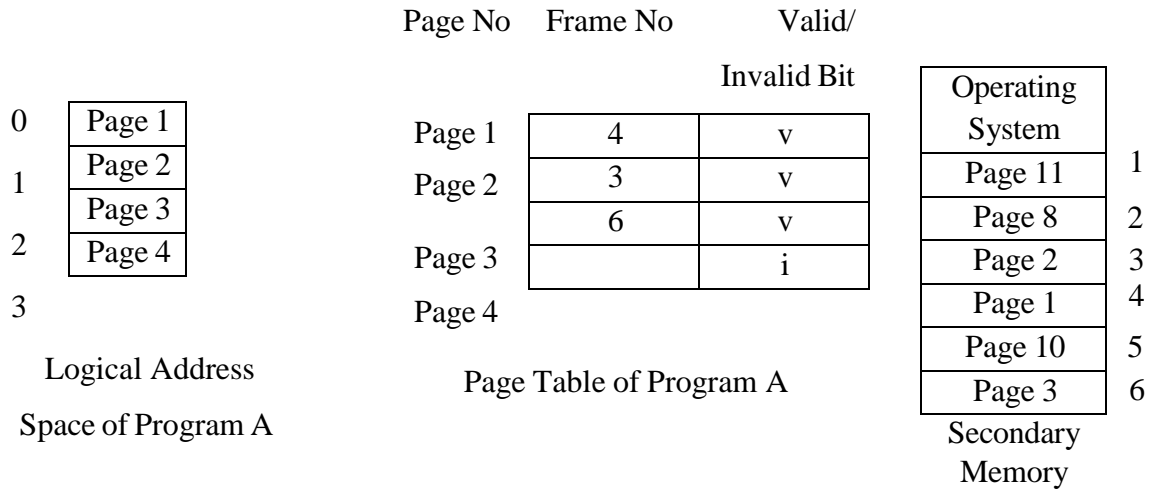 Page No Frame No Valid/
Invalid Bit
0
1
2
3
Page 1
Page 2
Page 3
Page 4
Logical Address
Space of Program A
Page 1 4 v
Page 2 3 v
Page 3 6 v
Page 4 i
Page Table of Program A
Operating
System
Page 11 1
Page 8 2
Page 2 3
Page 1 4
Page 10 5
Page 3 6
Secondary
Memory